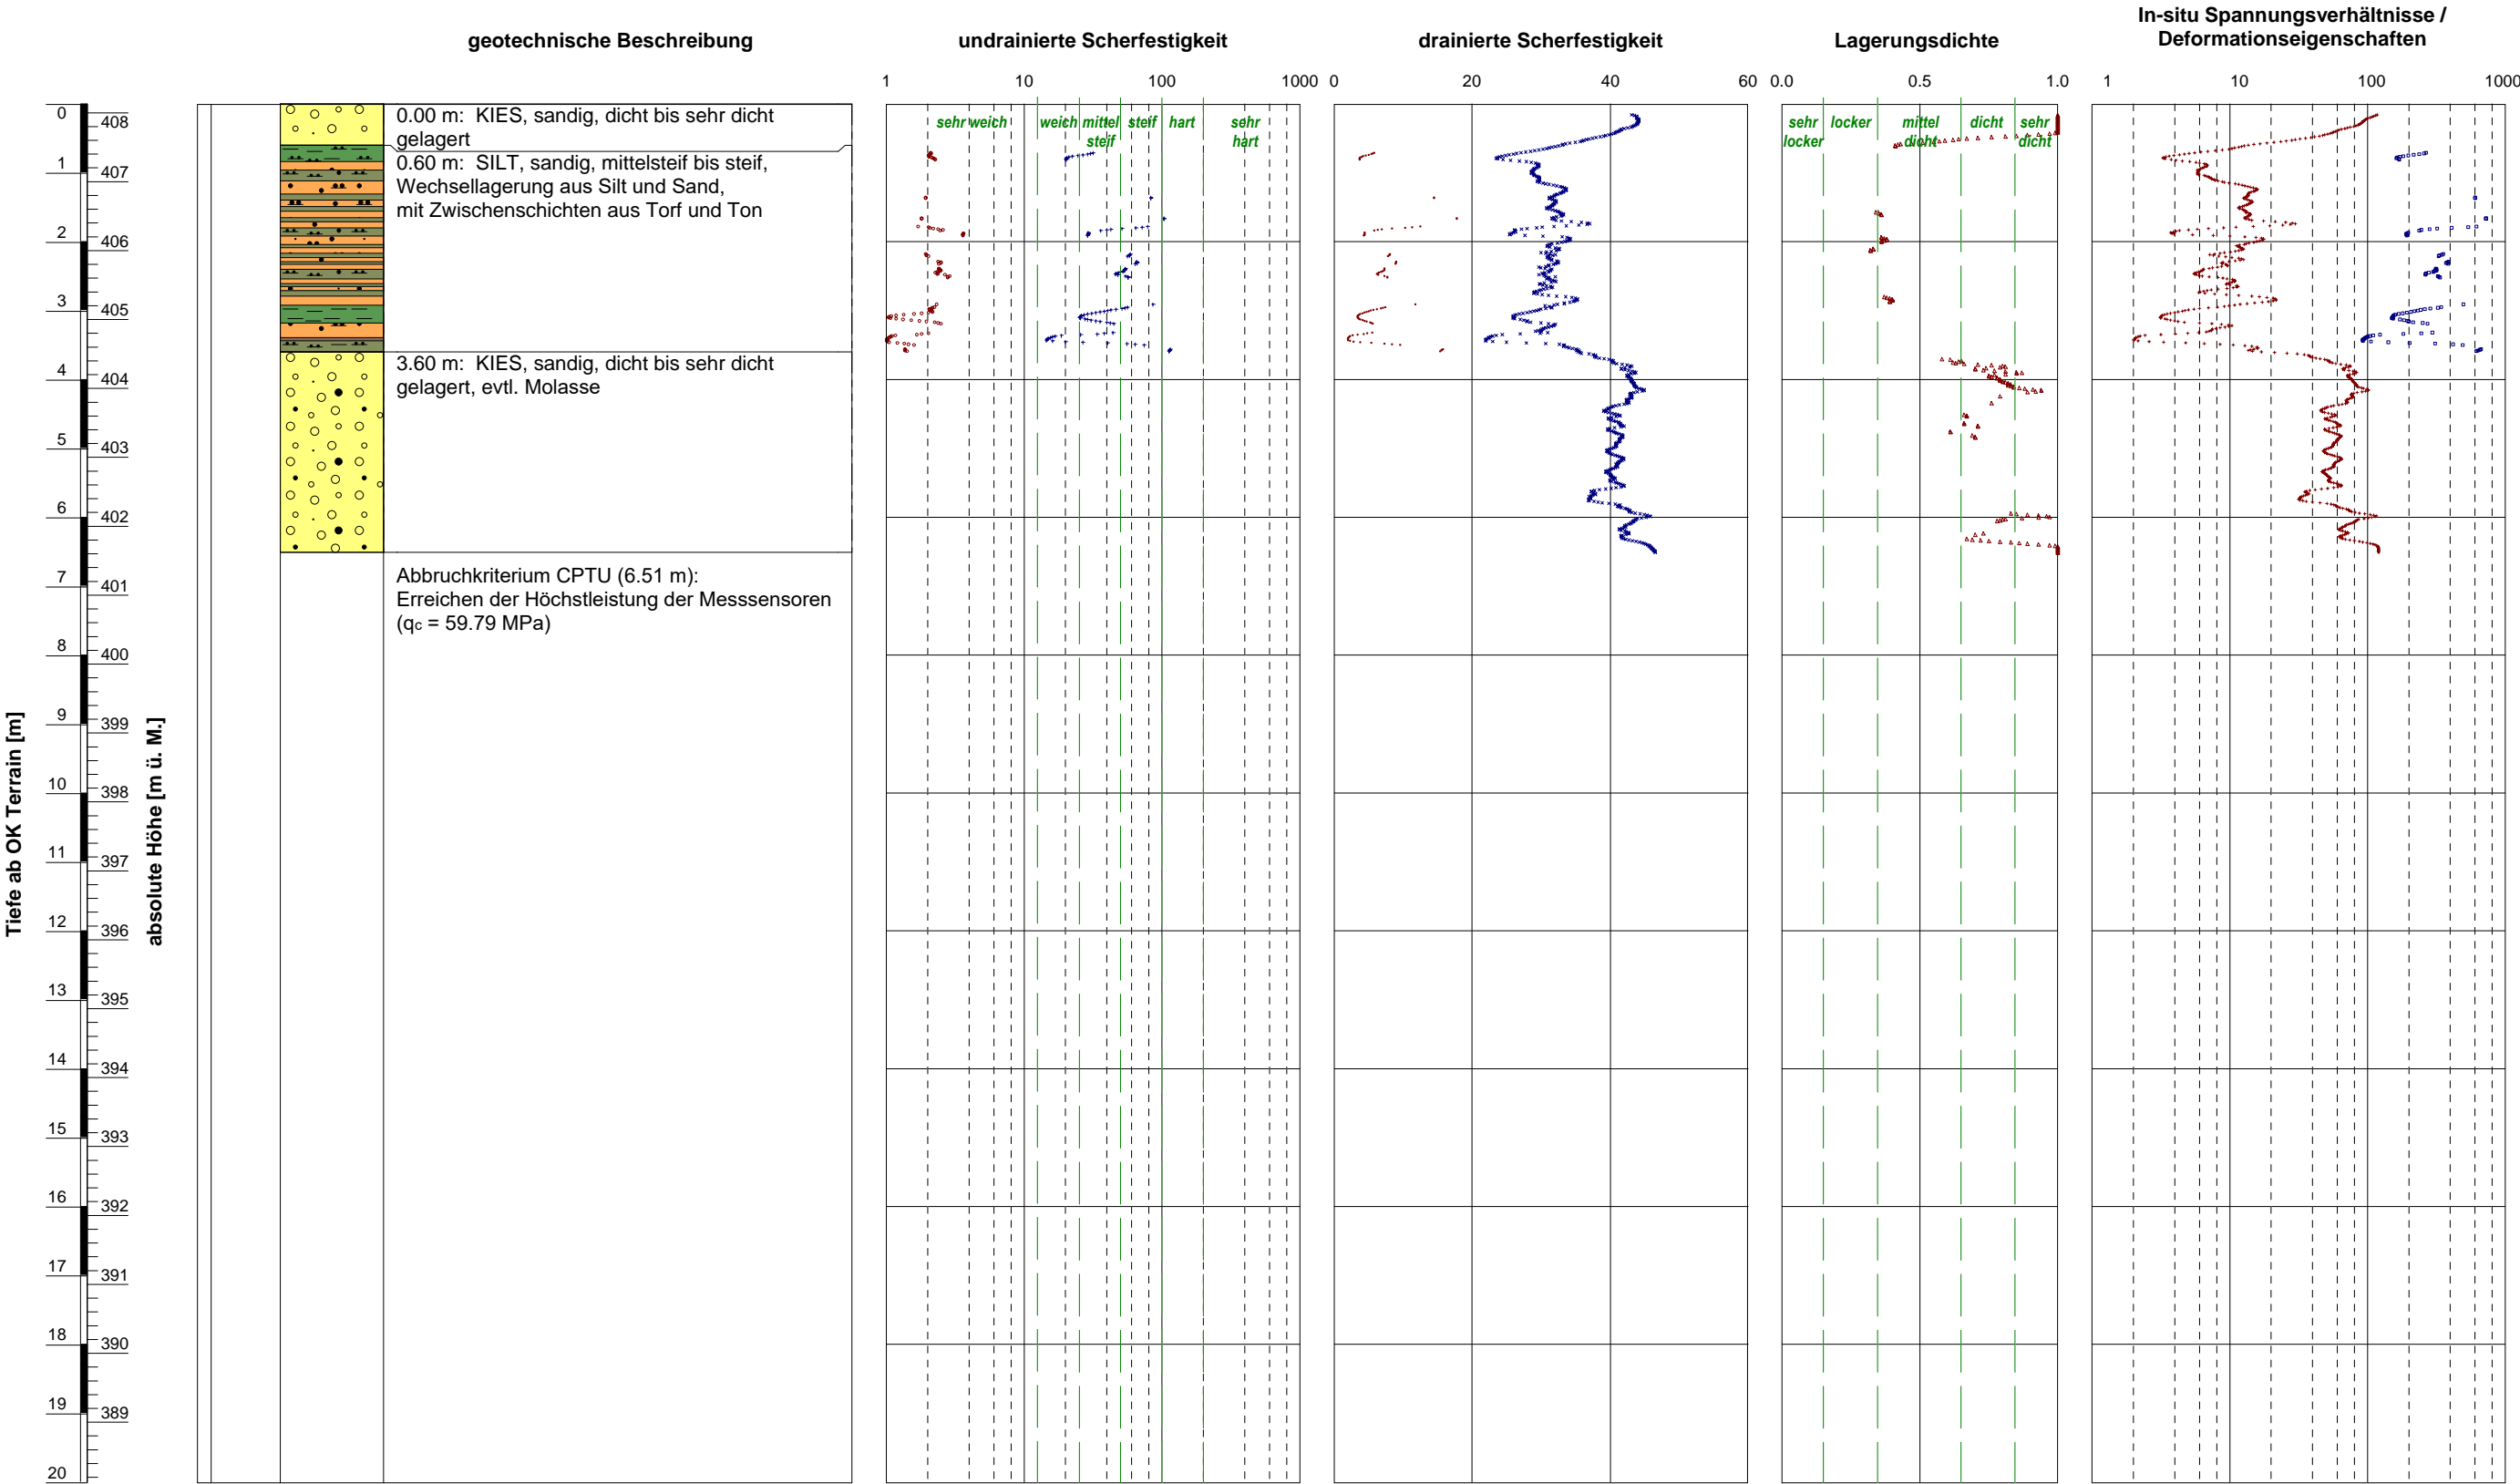 In-situ Spannungsverhältnisse /
Deformationseigenschaften
geotechnische Beschreibung
undrainierte Scherfestigkeit
drainierte Scherfestigkeit
Lagerungsdichte
1 10 100 1000
0 20 40 60
0.0 0.5 1.0
1 10 100 1000
sehr weich
weich
mittel
steif
steif
hart
sehr
hart
sehr
locker
locker
mittel
dicht
dicht
sehr
dicht
0.00 m: KIES, sandig, dicht bis sehr dicht
gelagert
0.60 m: SILT, sandig, mittelsteif bis steif,
Wechsellagerung aus Silt und Sand,
mit Zwischenschichten aus Torf und Ton
3.60 m: KIES, sandig, dicht bis sehr dicht
gelagert, evtl. Molasse
Abbruchkriterium CPTU (6.51 m):
Erreichen der Höchstleistung der Messsensoren
(qc = 59.79 MPa)
Tiefe ab OK Terrain [m]
absolute Höhe [m ü. M.]
0
408
1
407
2
406
3
405
4
404
5
403
6
402
7
401
8
400
9
399
10
398
11
397
12
396
13
395
14
394
15
393
16
392
17
391
18
390
19
389
20